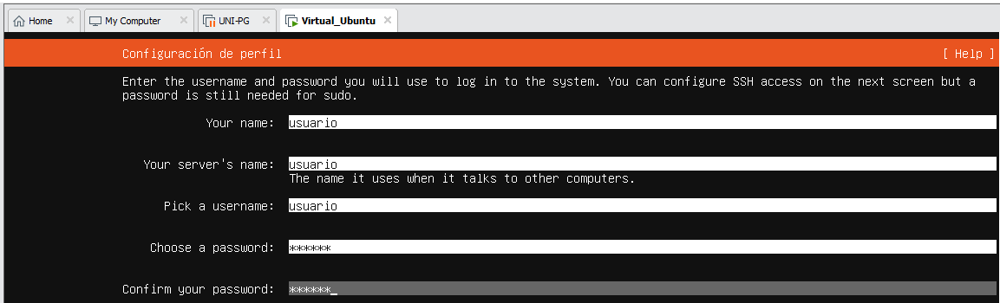 Home My Computer UNI-PG Virtual_Ubuntu
Configuración de perfil [ Help ]
Enter the username and password you will use to log in to the system. You can configure SSH access on the next screen but a
password is still needed for sudo.
Your name: usuario
Your server's name: usuario
The name it uses when it talks to other computers.
Pick a username: usuario
Choose a password: ******
Confirm your password: ******_